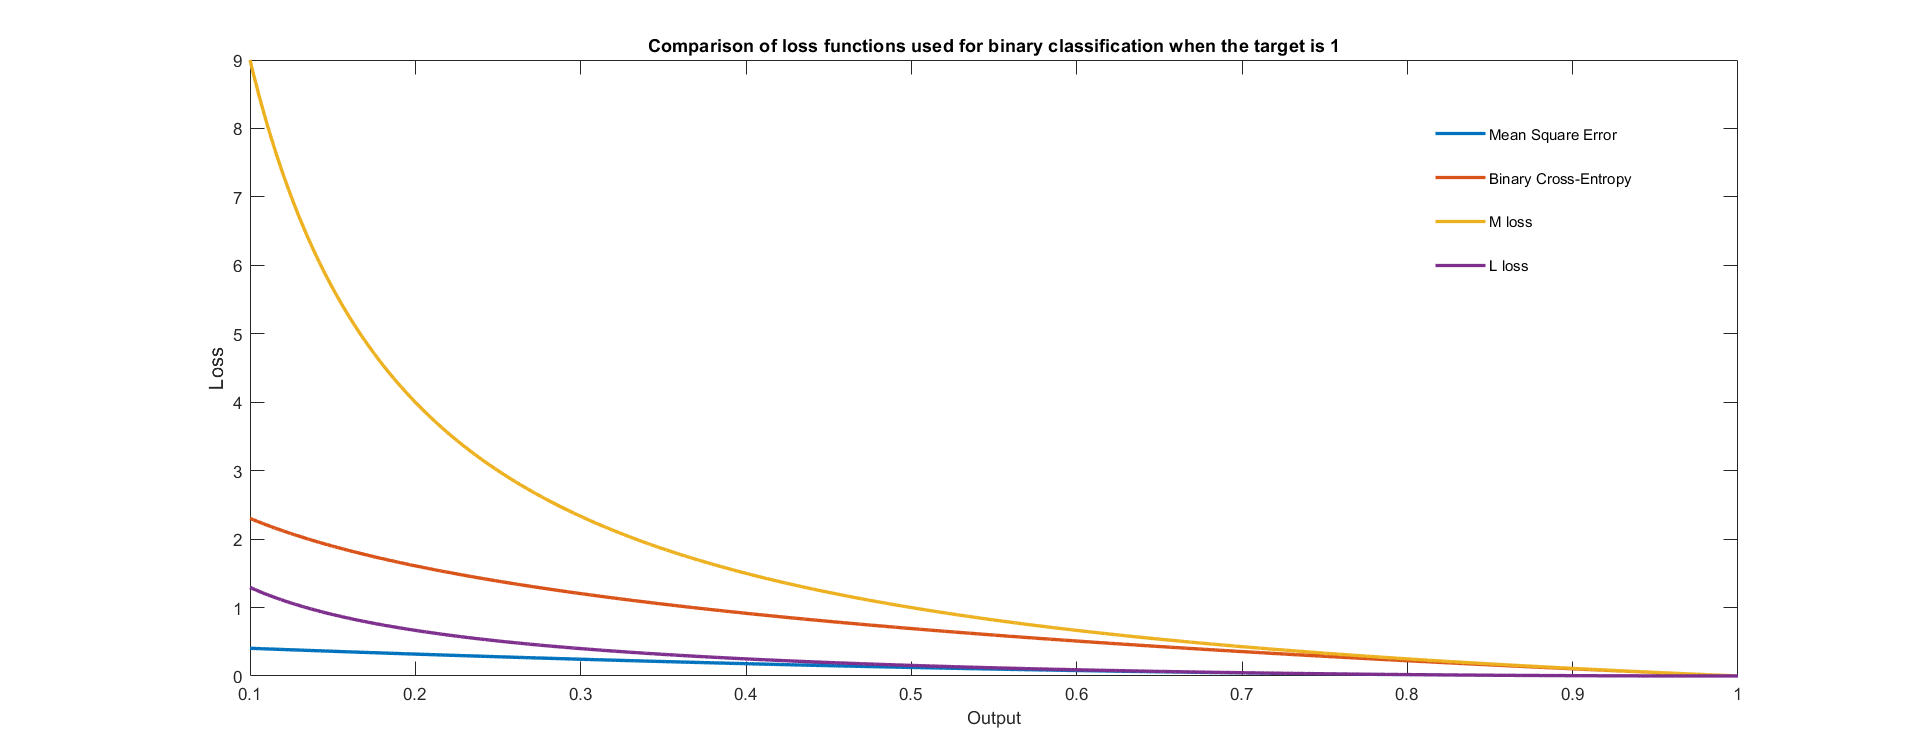 Comparison of loss functions used for binary classification when the target is 1
9
8
7
6
5
4
3
2
1
0
Loss
Mean Square Error
Binary Cross-Entropy
M loss
L loss
0.1 0.2 0.3 0.4 0.5 0.6 0.7 0.8 0.9 1
Output